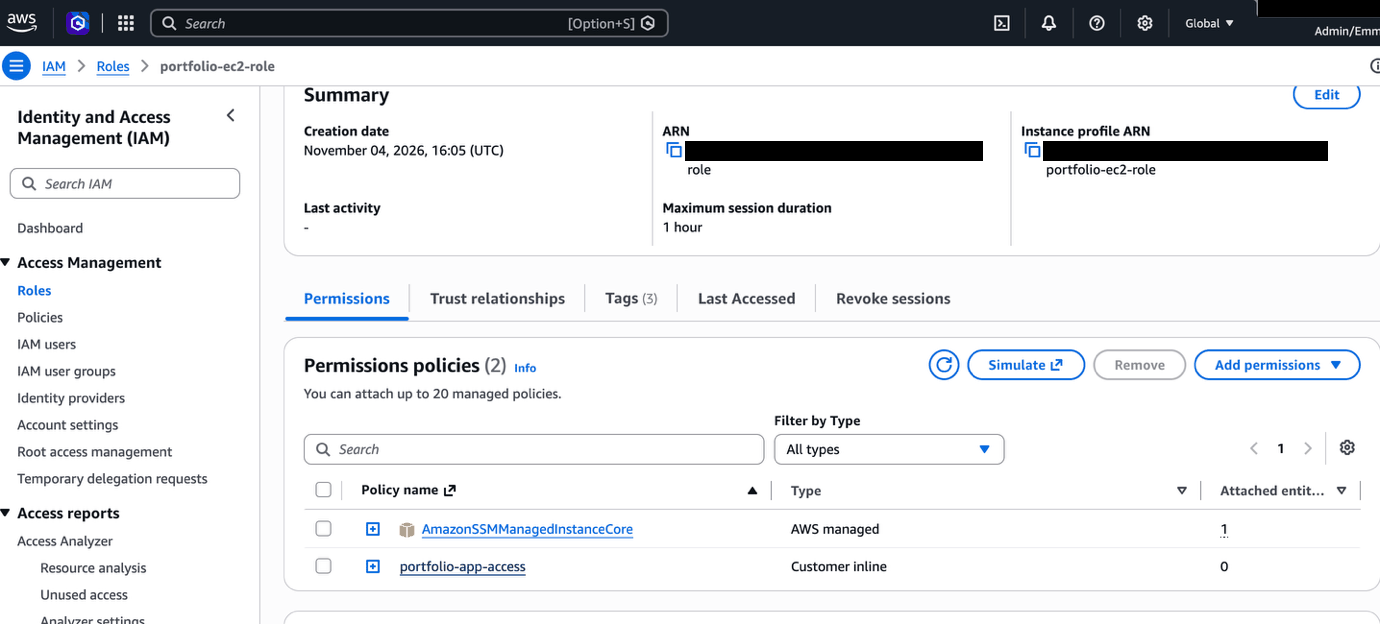 aws
Search
[Option+S]
Global
Admin/Emm
IAM
Roles
portfolio-ec2-role
Identity and Access
Management (IAM)
Search IAM
Dashboard
Access Management
Roles
Policies
IAM users
IAM user groups
Identity providers
Account settings
Root access management
Temporary delegation requests
Access reports
Access Analyzer
Resource analysis
Unused access
Analyzer settings
Summary
Edit
Creation date
November 04, 2026, 16:05 (UTC)
ARN
role
Instance profile ARN
portfolio-ec2-role
Last activity
-
Maximum session duration
1 hour
Permissions
Trust relationships
Tags (3)
Last Accessed
Revoke sessions
Permissions policies (2) Info
You can attach up to 20 managed policies.
Simulate
Remove
Add permissions
Search
Filter by Type
All types
1
Policy name
Type
Attached entit...
AmazonSSMManagedInstanceCore
AWS managed
1
portfolio-app-access
Customer inline
0